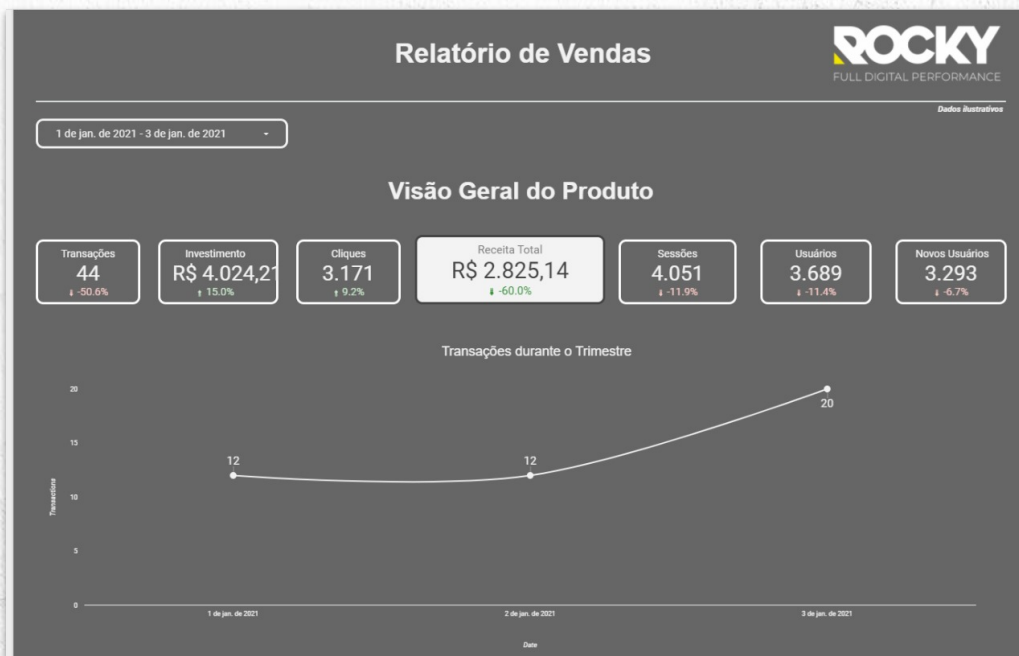 Relatório de Vendas
ROCKY
FULL DIGITAL PERFORMANCE
Dados ilustrativos
1 de jan. de 2021 - 3 de jan. de 2021
Visão Geral do Produto
Transações
44
-50.6%
Investimento
R$ 4.024,21
15.0%
Cliques
3.171
9.2%
Receita Total
R$ 2.825,14
-60.0%
Sessões
4.051
-11.9%
Usuários
3.689
-11.4%
Novos Usuários
3.293
-6.7%
Transações durante o Trimestre
Transactions
20
15
10
5
0
12
12
20
1 de jan. de 2021
2 de jan. de 2021
3 de jan. de 2021
Date